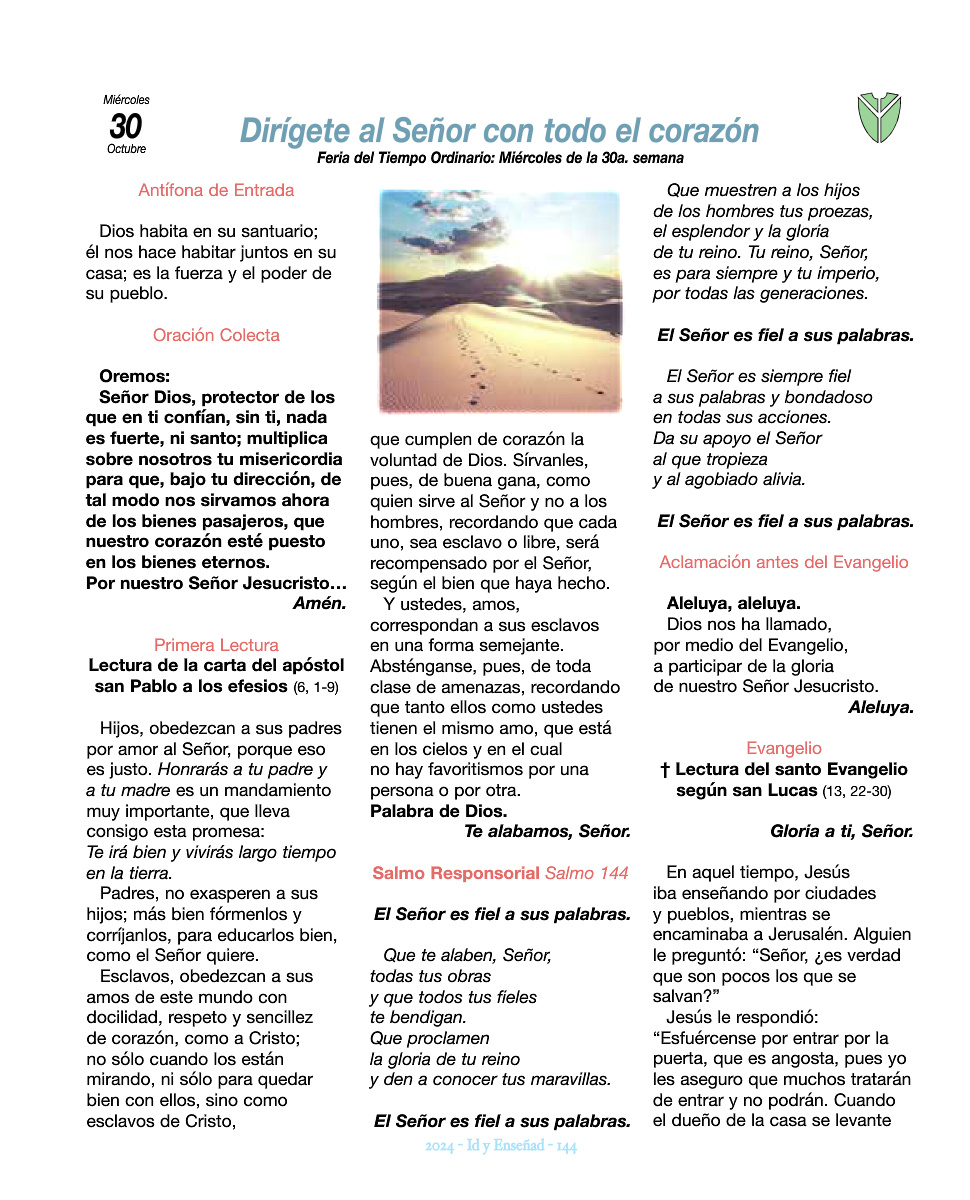 Miércoles
30
Octubre
Dirígete al Señor con todo el corazón
Feria del Tiempo Ordinario: Miércoles de la 30a. semana
Antífona de Entrada
Dios habita en su santuario;
él nos hace habitar juntos en su
casa; es la fuerza y el poder de
su pueblo.
Oración Colecta
Oremos:
Señor Dios, protector de los
que en ti confían, sin ti, nada
es fuerte, ni santo; multiplica
sobre nosotros tu misericordia
para que, bajo tu dirección, de
tal modo nos sirvamos ahora
de los bienes pasajeros, que
nuestro corazón esté puesto
en los bienes eternos.
Por nuestro Señor Jesucristo…
Amén.
Primera Lectura
Lectura de la carta del apóstol
san Pablo a los efesios (6, 1-9)
Hijos, obedezcan a sus padres
por amor al Señor, porque eso
es justo. Honrarás a tu padre y
a tu madre es un mandamiento
muy importante, que lleva
consigo esta promesa:
Te irá bien y vivirás largo tiempo
en la tierra.
Padres, no exasperen a sus
hijos; más bien fórmenlos y
corríjanlos, para educarlos bien,
como el Señor quiere.
Esclavos, obedezcan a sus
amos de este mundo con
docilidad, respeto y sencillez
de corazón, como a Cristo;
no sólo cuando los están
mirando, ni sólo para quedar
bien con ellos, sino como
esclavos de Cristo,
que cumplen de corazón la
voluntad de Dios. Sírvanles,
pues, de buena gana, como
quien sirve al Señor y no a los
hombres, recordando que cada
uno, sea esclavo o libre, será
recompensado por el Señor,
según el bien que haya hecho.
Y ustedes, amos,
correspondan a sus esclavos
en una forma semejante.
Absténganse, pues, de toda
clase de amenazas, recordando
que tanto ellos como ustedes
tienen el mismo amo, que está
en los cielos y en el cual
no hay favoritismos por una
persona o por otra.
Palabra de Dios.
Te alabamos, Señor.
Salmo Responsorial Salmo 144
El Señor es fiel a sus palabras.
Que te alaben, Señor,
todas tus obras
y que todos tus fieles
te bendigan.
Que proclamen
la gloria de tu reino
y den a conocer tus maravillas.
El Señor es fiel a sus palabras.
Que muestren a los hijos
de los hombres tus proezas,
el esplendor y la gloria
de tu reino. Tu reino, Señor,
es para siempre y tu imperio,
por todas las generaciones.
El Señor es fiel a sus palabras.
El Señor es siempre fiel
a sus palabras y bondadoso
en todas sus acciones.
Da su apoyo el Señor
al que tropieza
y al agobiado alivia.
El Señor es fiel a sus palabras.
Aclamación antes del Evangelio
Aleluya, aleluya.
Dios nos ha llamado,
por medio del Evangelio,
a participar de la gloria
de nuestro Señor Jesucristo.
Aleluya.
Evangelio
† Lectura del santo Evangelio
según san Lucas (13, 22-30)
Gloria a ti, Señor.
En aquel tiempo, Jesús
iba enseñando por ciudades
y pueblos, mientras se
encaminaba a Jerusalén. Alguien
le preguntó: “Señor, ¿es verdad
que son pocos los que se
salvan?”
Jesús le respondió:
“Esfuércense por entrar por la
puerta, que es angosta, pues yo
les aseguro que muchos tratarán
de entrar y no podrán. Cuando
el dueño de la casa se levante
2024 - Id y Enseñad - 144